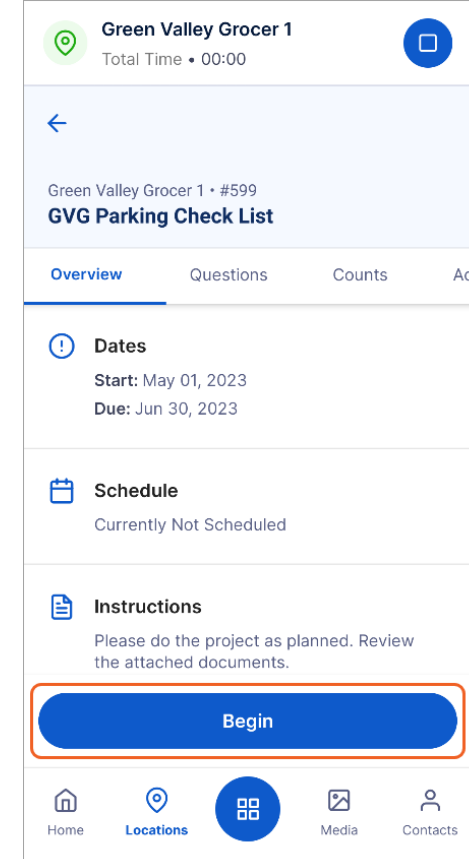 Green Valley Grocer 1
Total Time • 00:00
Green Valley Grocer 1 • #599
GVG Parking Check List
Overview Questions Counts
Dates
Start: May 01, 2023
Due: Jun 30, 2023
Schedule
Currently Not Scheduled
Instructions
Please do the project as planned. Review
the attached documents.
Begin
Home Locations Media Contacts